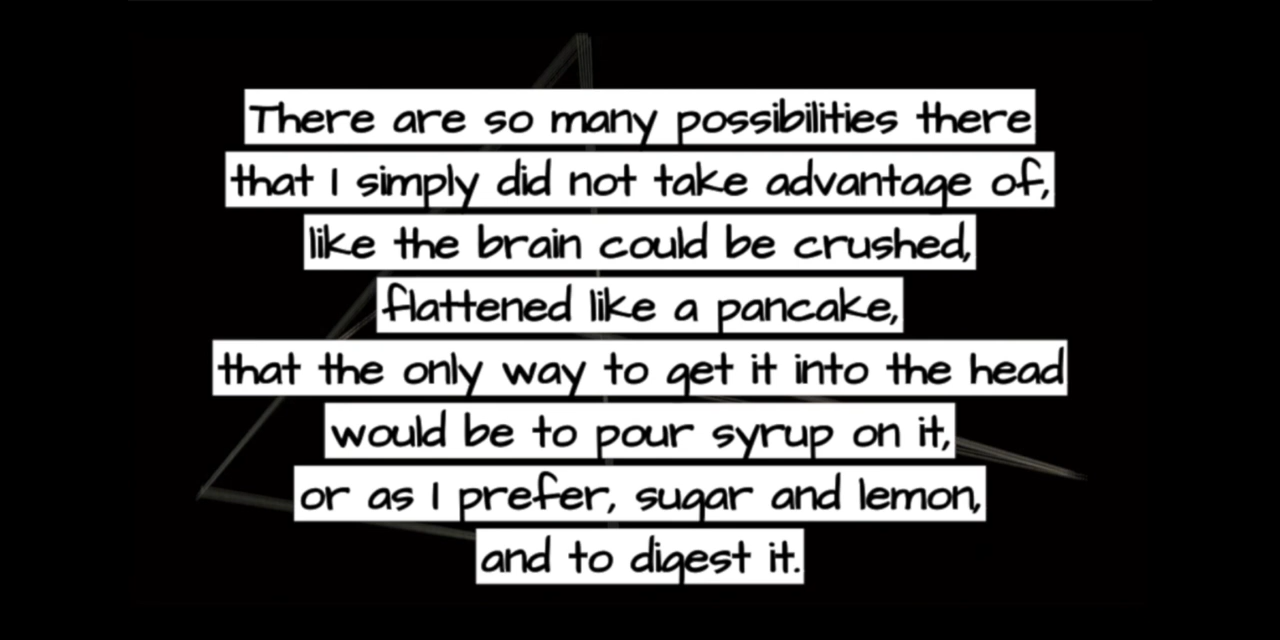 There are so many possibilities there
that I simply did not take advantage of,
like the brain could be crushed,
flattened like a pancake,
that the only way to get it into the head
would be to pour syrup on it,
or as I prefer, sugar and lemon,
and to digest it.